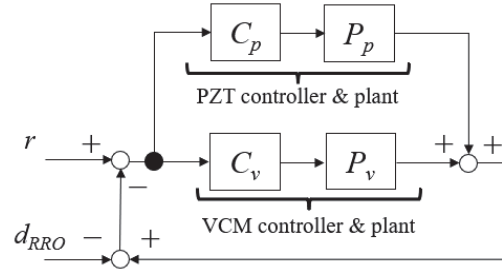 C_p P_p
PZT controller & plant
r + + +
−
C_v P_v
VCM controller & plant
d_RRO − +